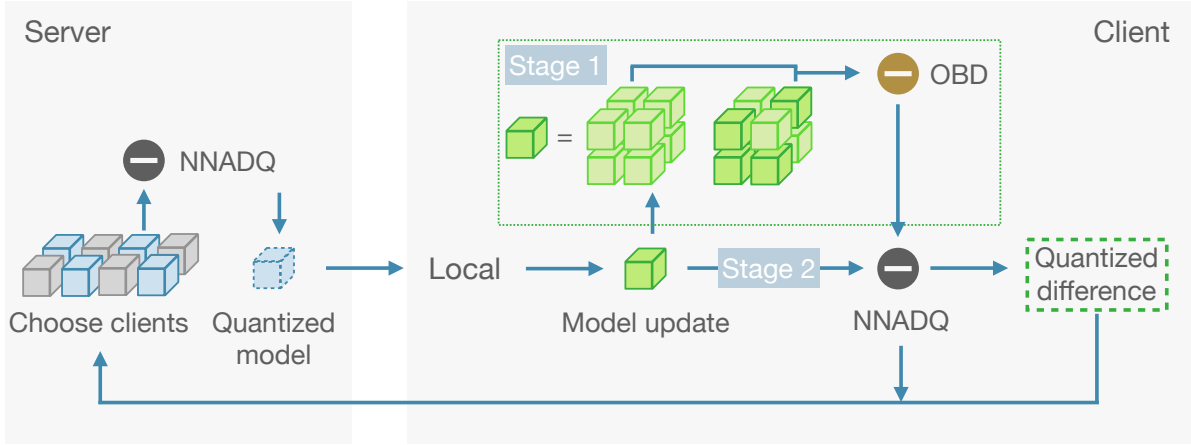 Server
Client
Stage 1
OBD
=
NNADQ
Local
Stage 2
Choose clients
Quantized
model
Model update
NNADQ
Quantized
difference